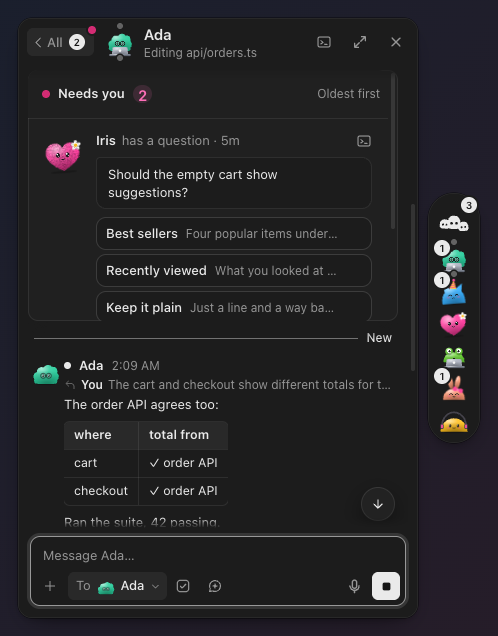 All 2
Ada
Editing api/orders.ts
Needs you 2
Oldest first
Iris has a question · 5m
Should the empty cart show
suggestions?
Best sellers Four popular items under...
Recently viewed What you looked at ...
Keep it plain Just a line and a way ba...
New
Ada 2:09 AM
You The cart and checkout show different totals for t...
The order API agrees too:
where total from
cart ✓ order API
checkout ✓ order API
Ran the suite, 42 passing.
Message Ada...
To Ada
3
1
1
1